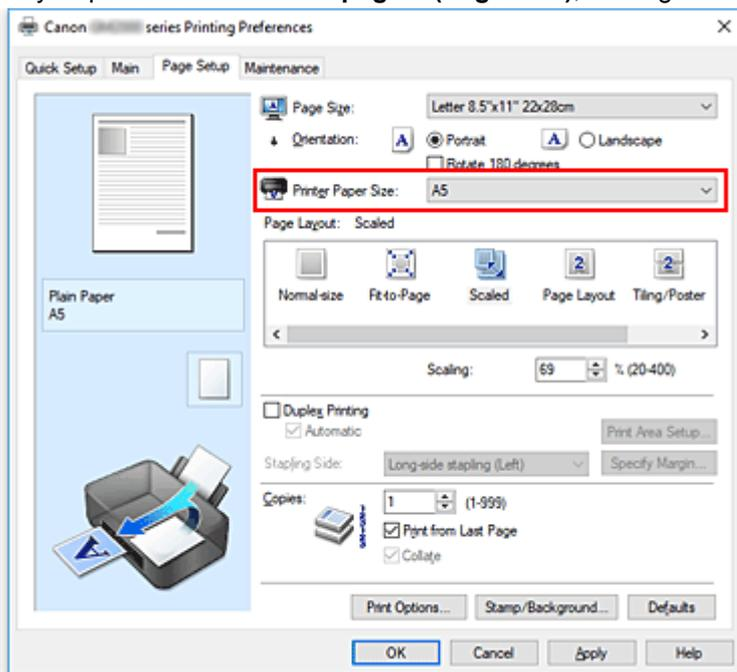 Canon series Printing Preferences
Quick Setup Main Page Setup Maintenance
Page Size: Letter 8.5"x11" 22x28cm
Orientation: A Portrait A Landscape
Rotate 180 degrees
Printer Paper Size: A5
Page Layout: Scaled
Normal-size Fit-to-Page Scaled Page Layout Tiling/Poster
Plain Paper
A5
Scaling: 69 % (20-400)
Duplex Printing
Automatic
Print Area Setup...
Stapling Side: Long-side stapling (Left) Specify Margin...
Copies: 1 (1-999)
Print from Last Page
Collate
Print Options... Stamp/Background... Defaults
OK Cancel Apply Help